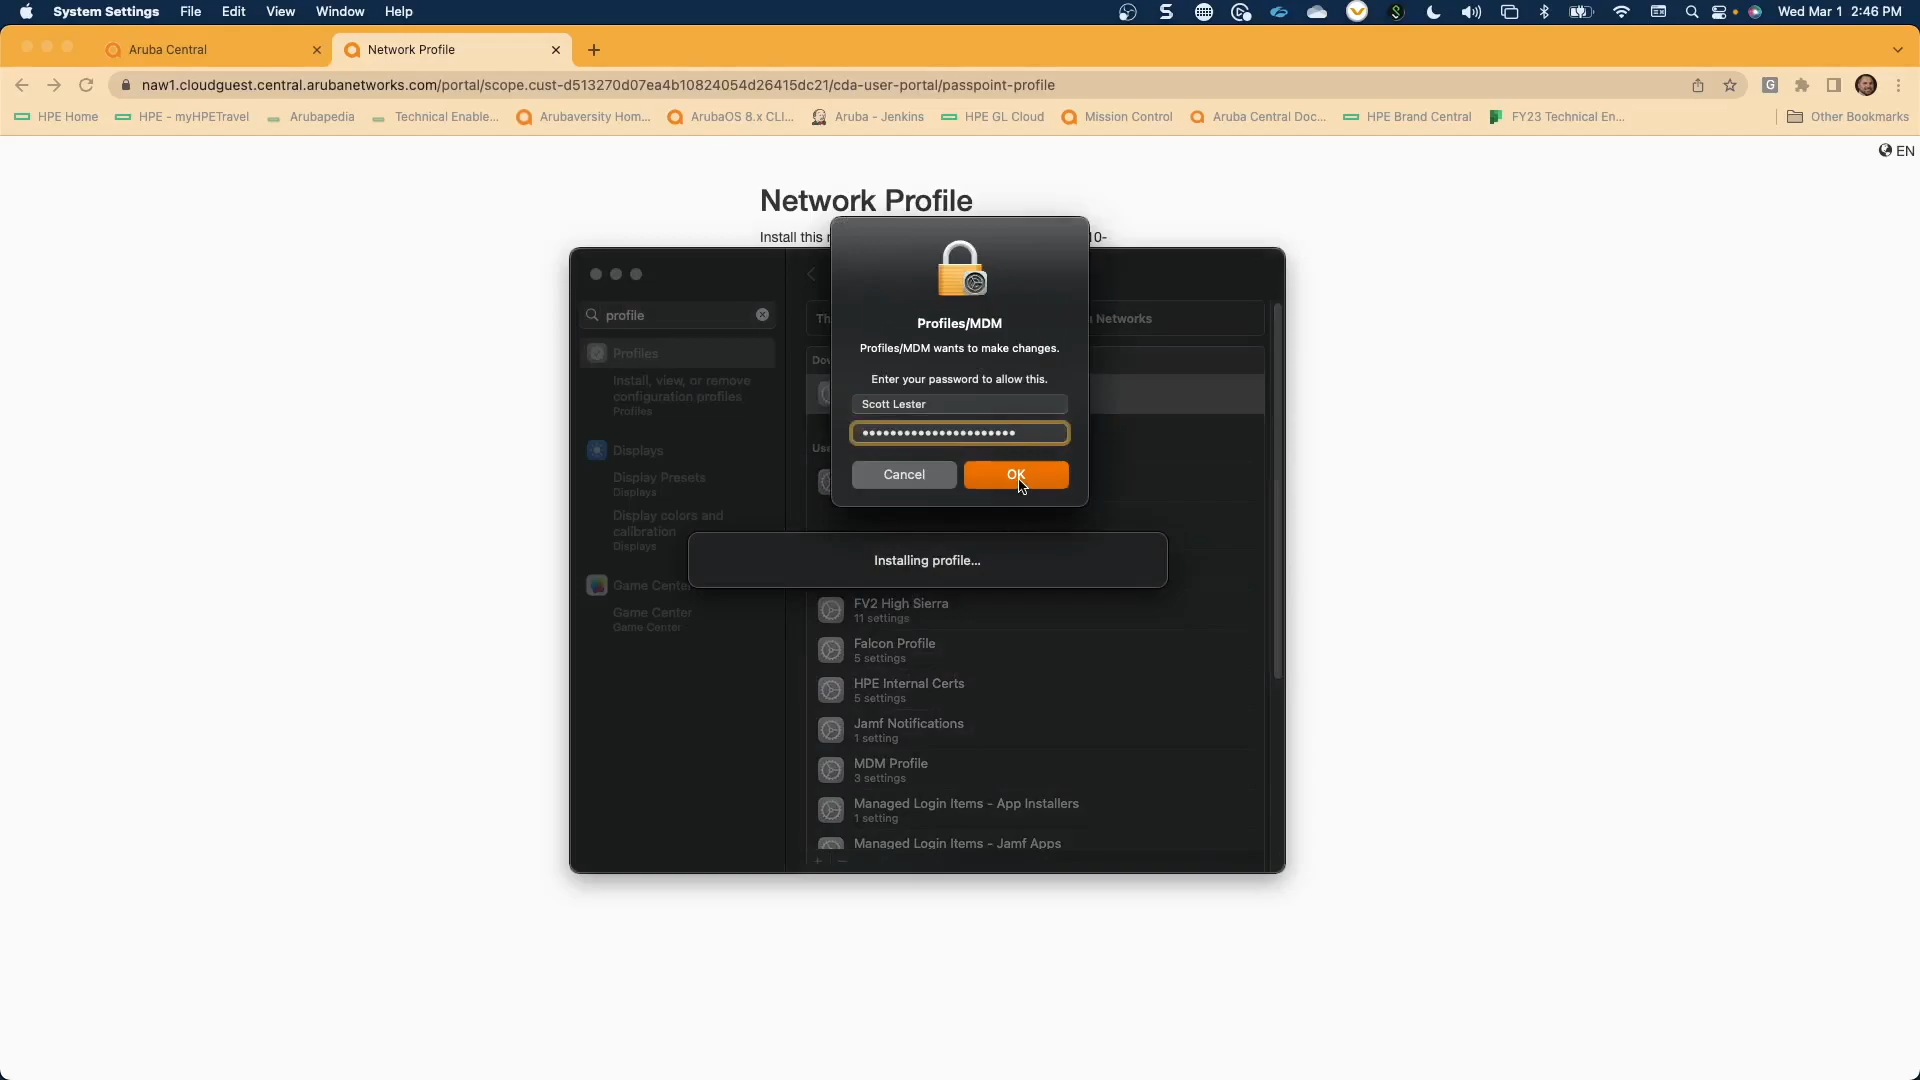 System Settings File Edit View Window Help
Wed Mar 1 2:46 PM
Aruba Central
Network Profile
naw1.cloudguest.central.arubanetworks.com/portal/scope.cust-d513270d07ea4b10824054d26415dc21/cda-user-portal/passpoint-profile
HPE Home HPE - myHPETravel Arubapedia Technical Enable... Arubaversity Hom... ArubaOS 8.x CLI... Aruba - Jenkins HPE GL Cloud Mission Control Aruba Central Doc... HPE Brand Central FY23 Technical En... Other Bookmarks
EN
Network Profile
Install this
profile
Profiles
Install, view, or remove
configuration profiles
Profiles
Displays
Display Presets
Displays
Display colors and
calibration
Displays
Game Center
Game Center
Game Center
Networks
Profiles/MDM
Profiles/MDM wants to make changes.
Enter your password to allow this.
Scott Lester
Cancel
OK
Installing profile...
FV2 High Sierra
11 settings
Falcon Profile
5 settings
HPE Internal Certs
5 settings
Jamf Notifications
1 setting
MDM Profile
3 settings
Managed Login Items - App Installers
1 setting
Managed Login Items - Jamf Apps